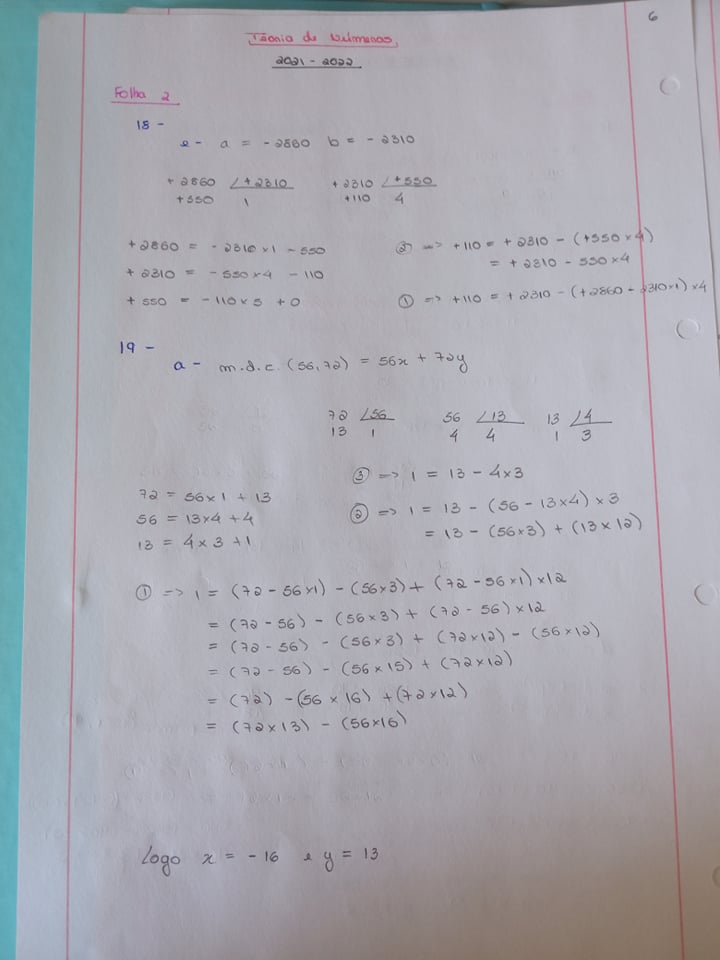 6
Teoria de Números
2021 - 2022
Folha 2
18 -
e - a = - 2860 b = - 2310
+ 2860 ∠+2310 + 2310 ∠+550
+550 1 +110 4
+2860 = - 2310×1 - 550
+ 2310 = - 550×4 - 110
+ 550 = - 110×5 + 0
② => +110 = + 2310 - (+550×4)
= + 2310 - 550×4
① => +110 = + 2310 - (+2860 - 2310×1)×4
19 -
a - m.d.c. (56,72) = 56x + 72y
72 ∠56 56 ∠13 13 ∠4
13 1 4 4 1 3
72 = 56×1 + 13
56 = 13×4 + 4
13 = 4 × 3 + 1
③ => 1 = 13 - 4×3
② => 1 = 13 - (56 - 13×4) × 3
= 13 - (56×3) + (13×12)
① => 1 = (72 - 56×1) - (56×3) + (72 - 56×1)×12
= (72 - 56) - (56×3) + (72 - 56)×12
= (72 - 56) - (56×3) + (72×12) - (56×12)
= (72 - 56) - (56×15) + (72×12)
= (72) - (56×16) + (72×12)
= (72×13) - (56×16)
Logo x = - 16 e y = 13